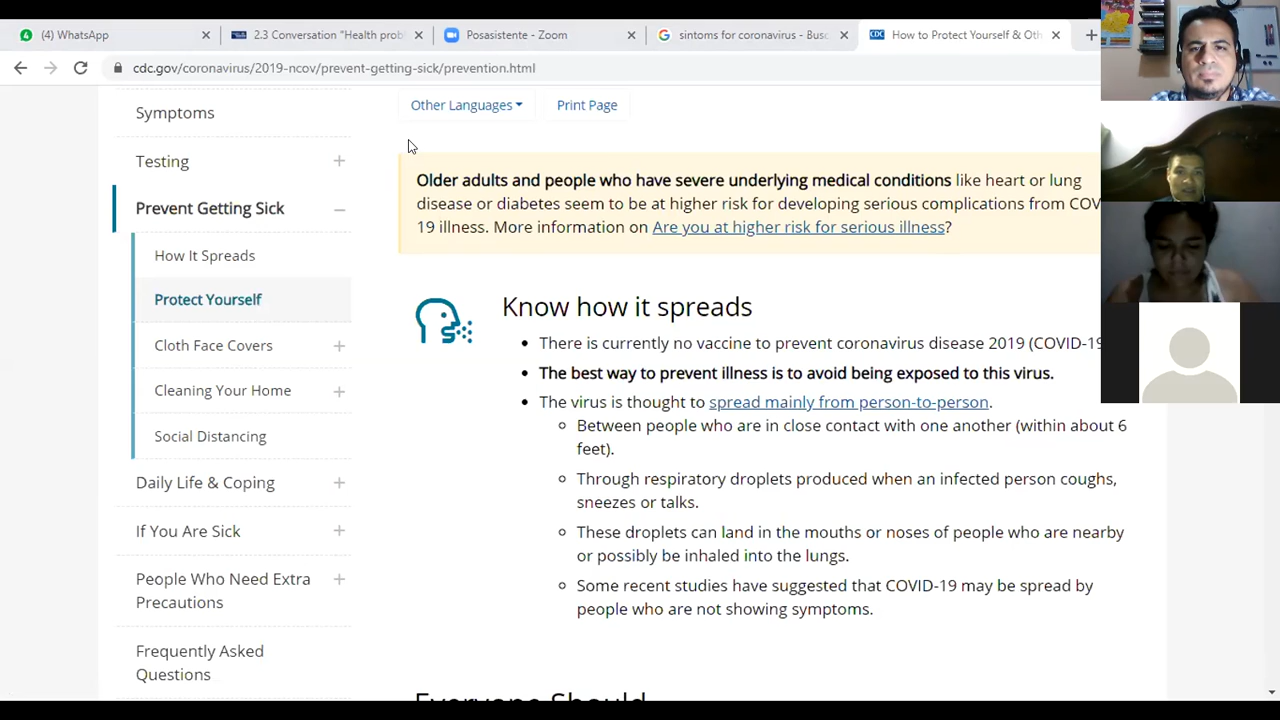 (4) WhatsApp
2.3 Conversation "Health prob
Posasistente - Zoom
sintomas coronavirus - Busc
CDC How to Protect Yourself & Oth
cdc.gov/coronavirus/2019-ncov/prevent-getting-sick/prevention.html
Other Languages
Print Page
Symptoms
Testing
Prevent Getting Sick
How It Spreads
Protect Yourself
Cloth Face Covers
Cleaning Your Home
Social Distancing
Daily Life & Coping
If You Are Sick
People Who Need Extra
Precautions
Frequently Asked
Questions
Older adults and people who have severe underlying medical conditions like heart or lung
disease or diabetes seem to be at higher risk for developing serious complications from COV
19 illness. More information on Are you at higher risk for serious illness?
Know how it spreads
There is currently no vaccine to prevent coronavirus disease 2019 (COVID-19
The best way to prevent illness is to avoid being exposed to this virus.
The virus is thought to spread mainly from person-to-person.
Between people who are in close contact with one another (within about 6
feet).
Through respiratory droplets produced when an infected person coughs,
sneezes or talks.
These droplets can land in the mouths or noses of people who are nearby
or possibly be inhaled into the lungs.
Some recent studies have suggested that COVID-19 may be spread by
people who are not showing symptoms.
Everyone Should